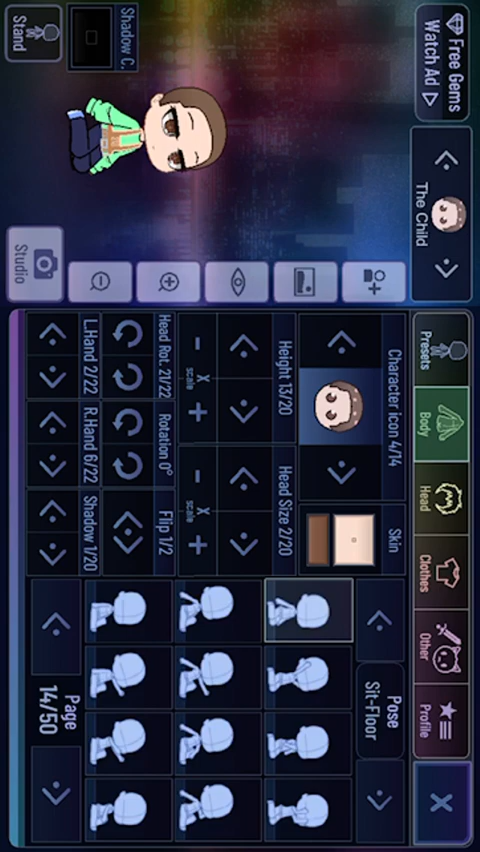 Free Gems
Watch Ad
The Child
Shadow C.
Stand
Studio
Presets
Body
Head
Clothes
Other
Profile
X
Character icon 4/14
Skin
Height 13/20
Head Size 2/20
- X scale +
- X scale +
Head Rot. 21/22
Rotation 0°
Flip 1/2
L.Hand 2/22
R.Hand 6/22
Shadow 1/20
Pose
Sit-Floor
Page
14/50